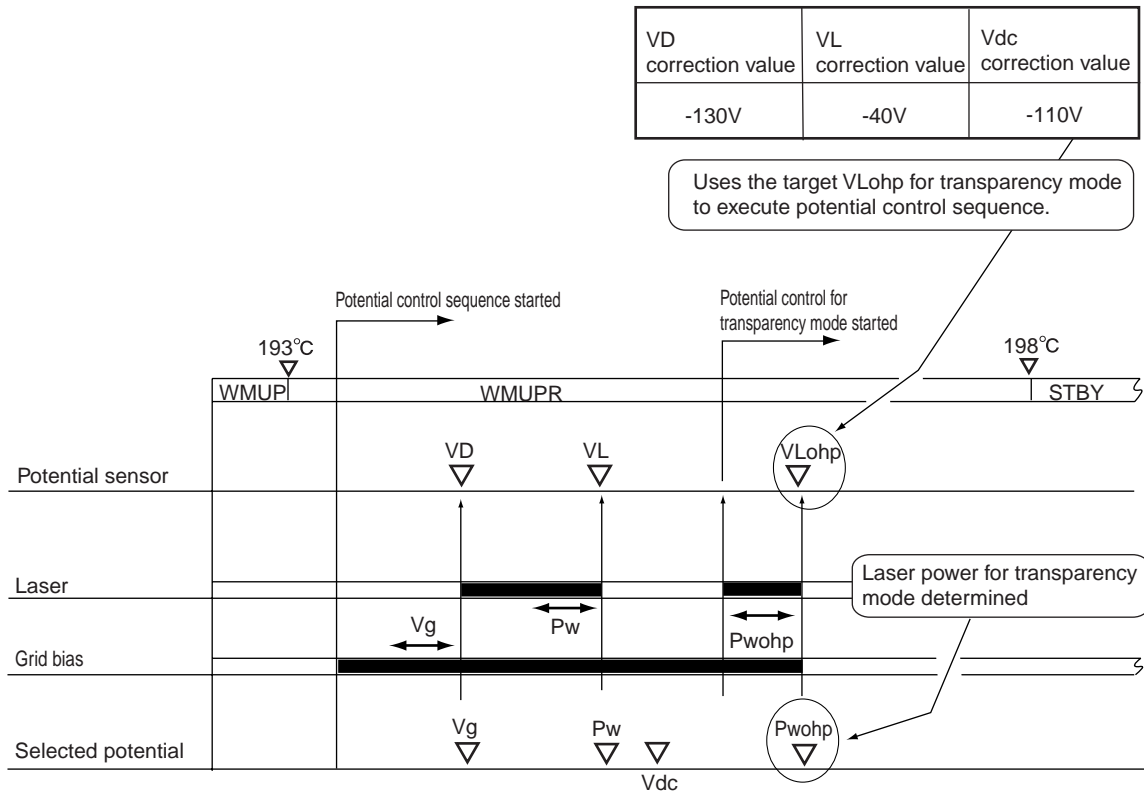 VD
correction value
VL
correction value
Vdc
correction value
-130V
-40V
-110V
Uses the target VLohp for transparency mode
to execute potential control sequence.
Potential control sequence started
Potential control for
transparency mode started
193°C
198°C
WMUP
WMUPR
STBY
VD
VL
VLohp
Potential sensor
Laser
Laser power for transparency
mode determined
Vg
Pw
Pwohp
Grid bias
Vg
Pw
Pwohp
Selected potential
Vdc